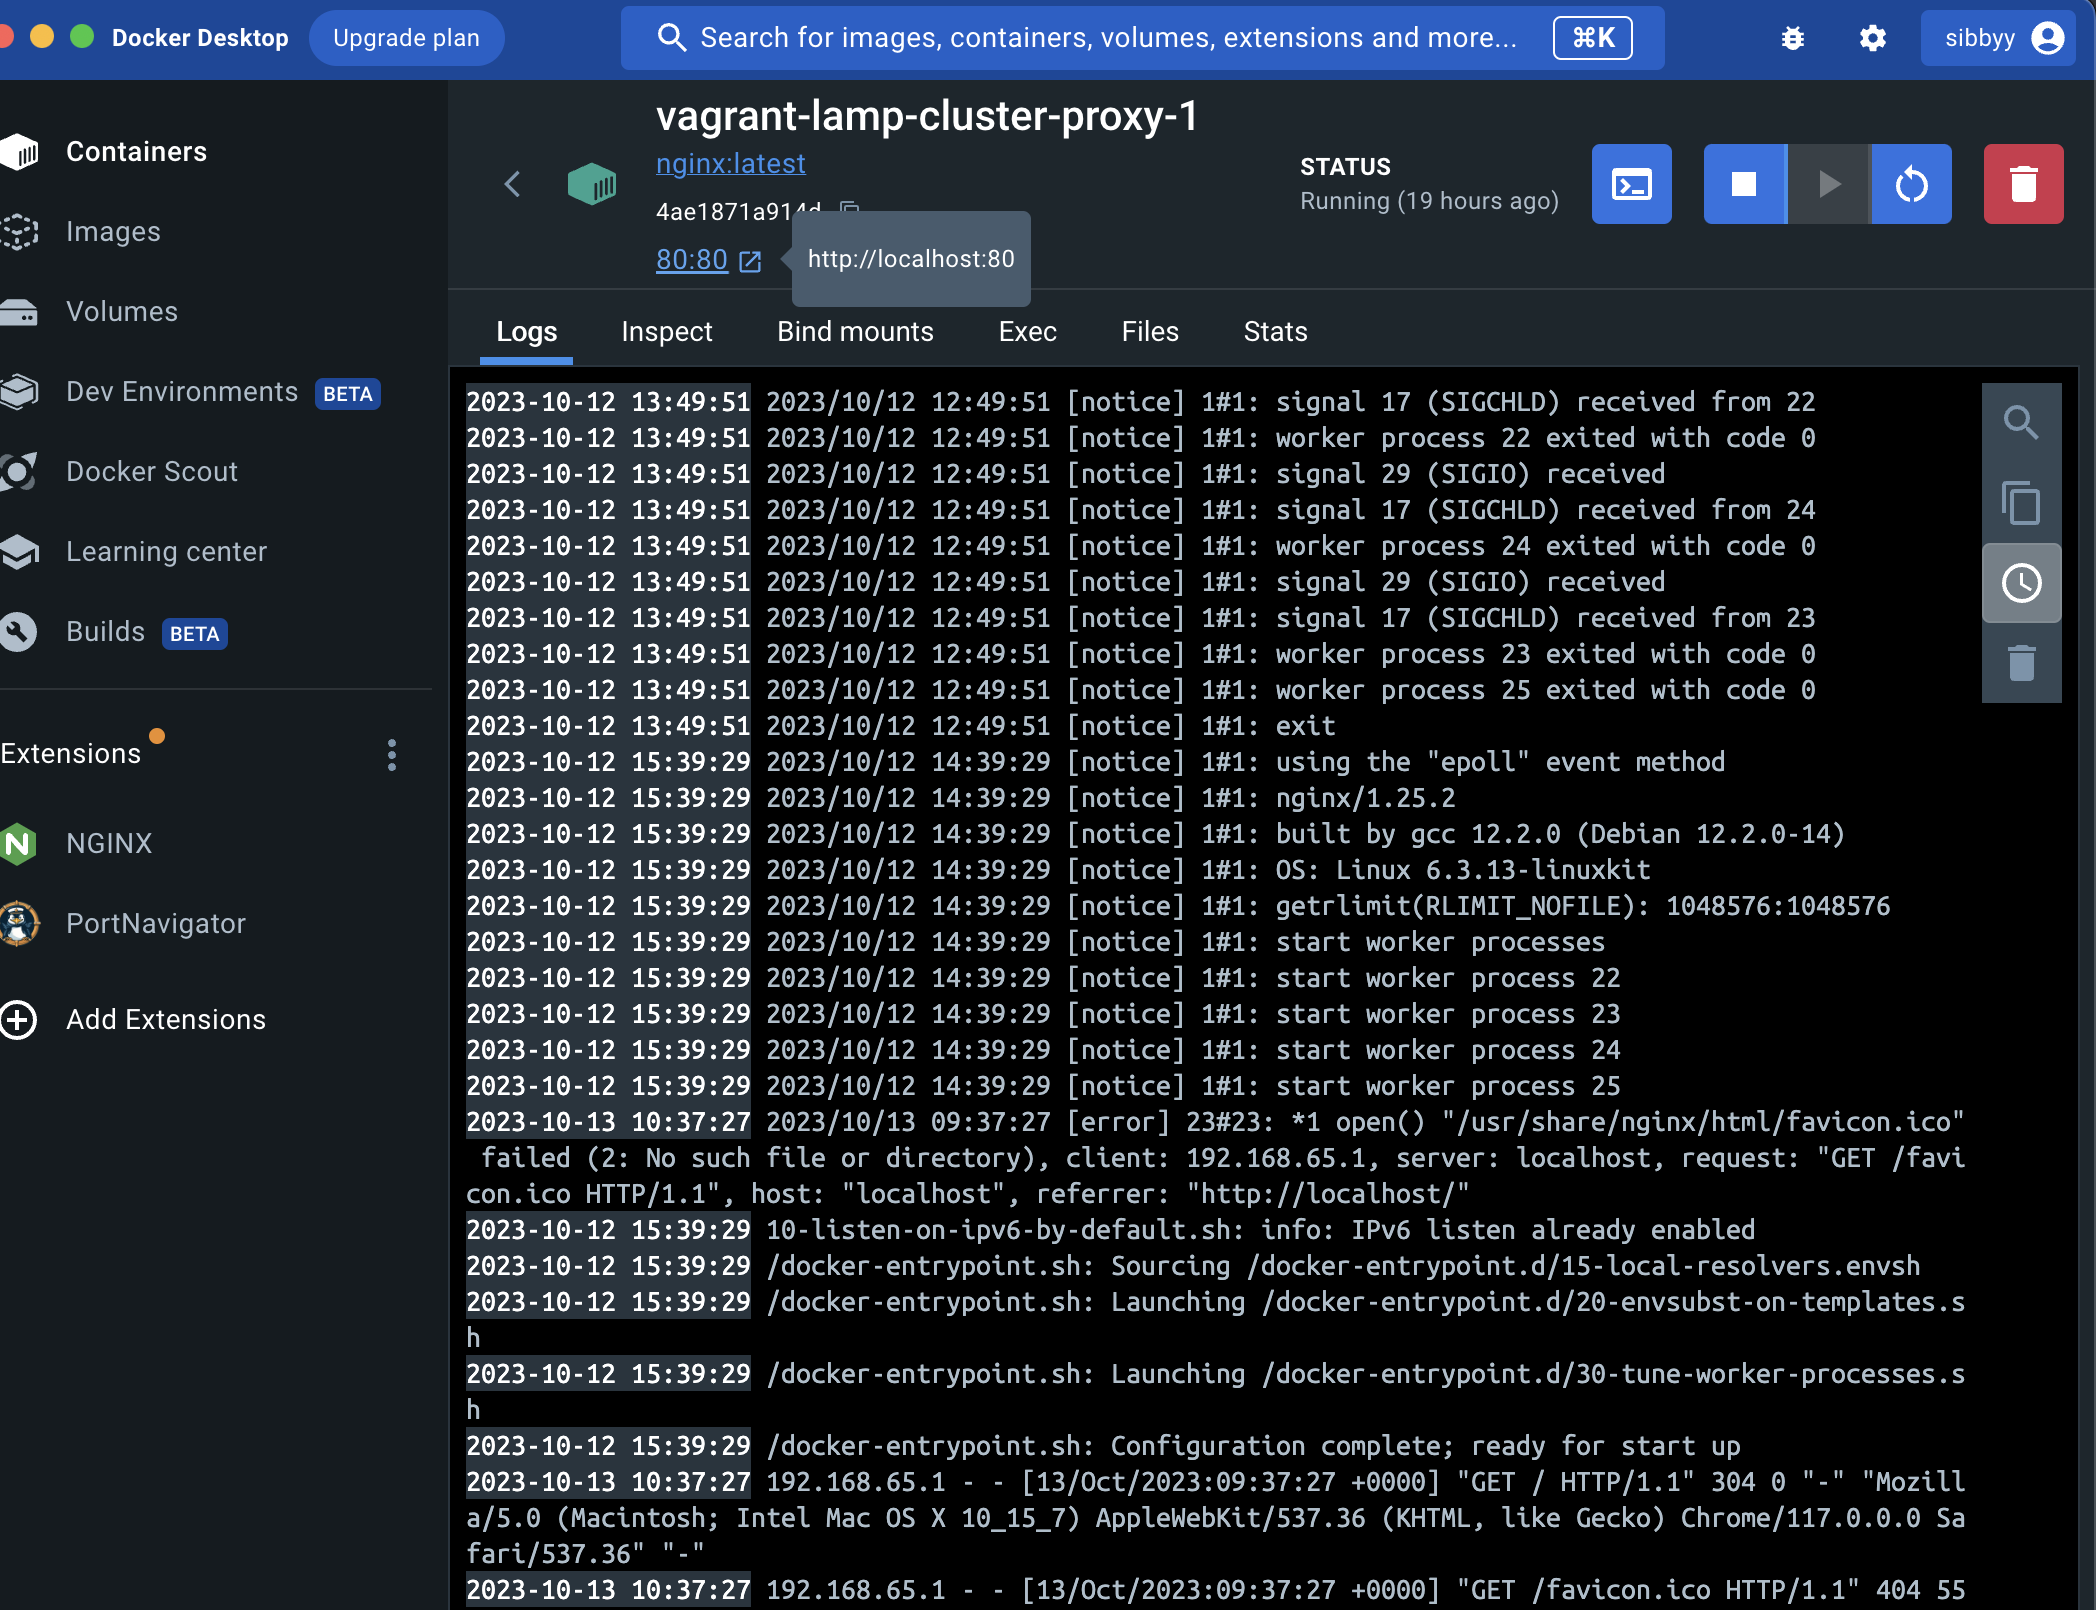 Docker Desktop
Upgrade plan
Search for images, containers, volumes, extensions and more...
⌘K
sibbyy
Containers
Images
Volumes
Dev Environments BETA
Docker Scout
Learning center
Builds BETA
Extensions
NGINX
PortNavigator
Add Extensions
vagrant-lamp-cluster-proxy-1
nginx:latest
4ae1871a914d
80:80
http://localhost:80
STATUS
Running (19 hours ago)
Logs Inspect Bind mounts Exec Files Stats
2023-10-12 13:49:51 2023/10/12 12:49:51 [notice] 1#1: signal 17 (SIGCHLD) received from 22
2023-10-12 13:49:51 2023/10/12 12:49:51 [notice] 1#1: worker process 22 exited with code 0
2023-10-12 13:49:51 2023/10/12 12:49:51 [notice] 1#1: signal 29 (SIGIO) received
2023-10-12 13:49:51 2023/10/12 12:49:51 [notice] 1#1: signal 17 (SIGCHLD) received from 24
2023-10-12 13:49:51 2023/10/12 12:49:51 [notice] 1#1: worker process 24 exited with code 0
2023-10-12 13:49:51 2023/10/12 12:49:51 [notice] 1#1: signal 29 (SIGIO) received
2023-10-12 13:49:51 2023/10/12 12:49:51 [notice] 1#1: signal 17 (SIGCHLD) received from 23
2023-10-12 13:49:51 2023/10/12 12:49:51 [notice] 1#1: worker process 23 exited with code 0
2023-10-12 13:49:51 2023/10/12 12:49:51 [notice] 1#1: worker process 25 exited with code 0
2023-10-12 13:49:51 2023/10/12 12:49:51 [notice] 1#1: exit
2023-10-12 15:39:29 2023/10/12 14:39:29 [notice] 1#1: using the "epoll" event method
2023-10-12 15:39:29 2023/10/12 14:39:29 [notice] 1#1: nginx/1.25.2
2023-10-12 15:39:29 2023/10/12 14:39:29 [notice] 1#1: built by gcc 12.2.0 (Debian 12.2.0-14)
2023-10-12 15:39:29 2023/10/12 14:39:29 [notice] 1#1: OS: Linux 6.3.13-linuxkit
2023-10-12 15:39:29 2023/10/12 14:39:29 [notice] 1#1: getrlimit(RLIMIT_NOFILE): 1048576:1048576
2023-10-12 15:39:29 2023/10/12 14:39:29 [notice] 1#1: start worker processes
2023-10-12 15:39:29 2023/10/12 14:39:29 [notice] 1#1: start worker process 22
2023-10-12 15:39:29 2023/10/12 14:39:29 [notice] 1#1: start worker process 23
2023-10-12 15:39:29 2023/10/12 14:39:29 [notice] 1#1: start worker process 24
2023-10-12 15:39:29 2023/10/12 14:39:29 [notice] 1#1: start worker process 25
2023-10-13 10:37:27 2023/10/13 09:37:27 [error] 23#23: *1 open() "/usr/share/nginx/html/favicon.ico"
failed (2: No such file or directory), client: 192.168.65.1, server: localhost, request: "GET /favi
con.ico HTTP/1.1", host: "localhost", referrer: "http://localhost/"
2023-10-12 15:39:29 10-listen-on-ipv6-by-default.sh: info: IPv6 listen already enabled
2023-10-12 15:39:29 /docker-entrypoint.sh: Sourcing /docker-entrypoint.d/15-local-resolvers.envsh
2023-10-12 15:39:29 /docker-entrypoint.sh: Launching /docker-entrypoint.d/20-envsubst-on-templates.s
h
2023-10-12 15:39:29 /docker-entrypoint.sh: Launching /docker-entrypoint.d/30-tune-worker-processes.s
h
2023-10-12 15:39:29 /docker-entrypoint.sh: Configuration complete; ready for start up
2023-10-13 10:37:27 192.168.65.1 - - [13/Oct/2023:09:37:27 +0000] "GET / HTTP/1.1" 304 0 "-" "Mozill
a/5.0 (Macintosh; Intel Mac OS X 10_15_7) AppleWebKit/537.36 (KHTML, like Gecko) Chrome/117.0.0.0 Sa
fari/537.36" "-"
2023-10-13 10:37:27 192.168.65.1 - - [13/Oct/2023:09:37:27 +0000] "GET /favicon.ico HTTP/1.1" 404 55